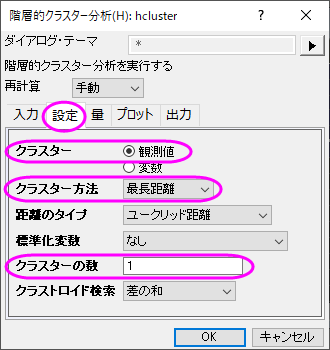 階層的クラスター分析(H): hcluster
ダイアログ・テーマ *
階層的クラスター分析を実行する
再計算 手動
入力 設定 量 プロット 出力
クラスター 観測値
変数
クラスター方法 最長距離
距離のタイプ ユークリッド距離
標準化変数 なし
クラスターの数 1
クラストロイド検索 差の和
OK キャンセル